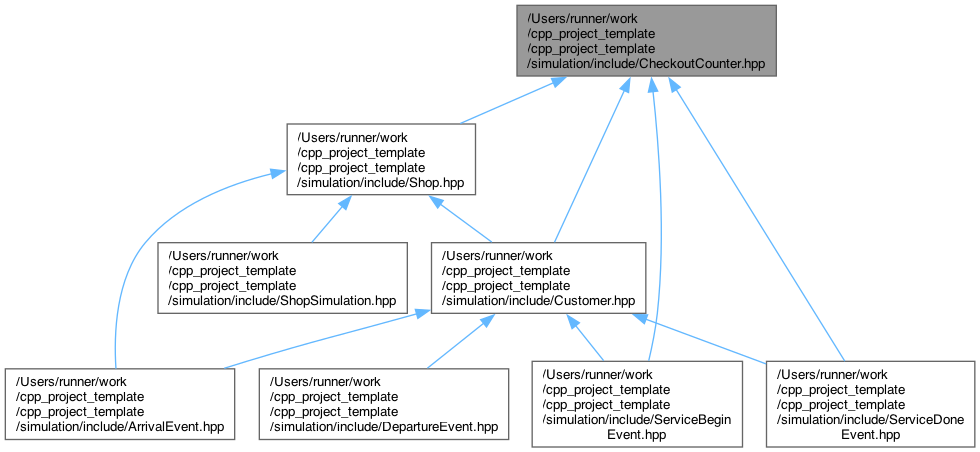 /Users/runner/work
/cpp_project_template
/cpp_project_template
/simulation/include/CheckoutCounter.hpp
/Users/runner/work
/cpp_project_template
/cpp_project_template
/simulation/include/Shop.hpp
/Users/runner/work
/cpp_project_template
/cpp_project_template
/simulation/include/ShopSimulation.hpp
/Users/runner/work
/cpp_project_template
/cpp_project_template
/simulation/include/Customer.hpp
/Users/runner/work
/cpp_project_template
/cpp_project_template
/simulation/include/ArrivalEvent.hpp
/Users/runner/work
/cpp_project_template
/cpp_project_template
/simulation/include/DepartureEvent.hpp
/Users/runner/work
/cpp_project_template
/cpp_project_template
/simulation/include/ServiceBegin
Event.hpp
/Users/runner/work
/cpp_project_template
/cpp_project_template
/simulation/include/ServiceDone
Event.hpp